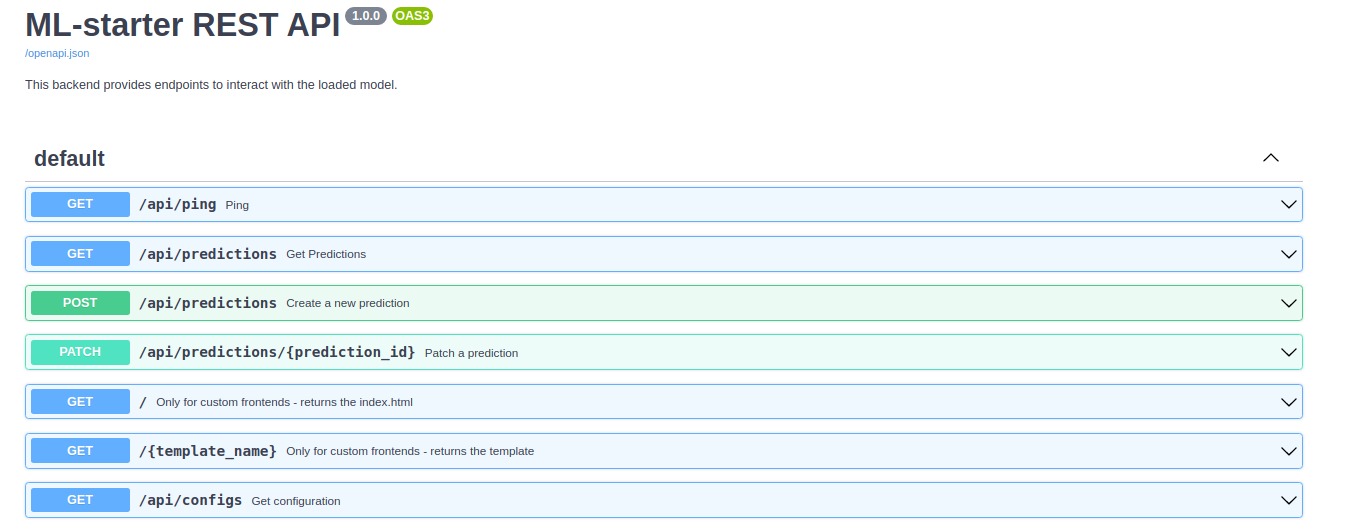 ML-starter REST API 1.0.0 OAS3
/openapi.json
This backend provides endpoints to interact with the loaded model.
default
GET /api/ping Ping
GET /api/predictions Get Predictions
POST /api/predictions Create a new prediction
PATCH /api/predictions/{prediction_id} Patch a prediction
GET / Only for custom frontends - returns the index.html
GET /{template_name} Only for custom frontends - returns the template
GET /api/configs Get configuration